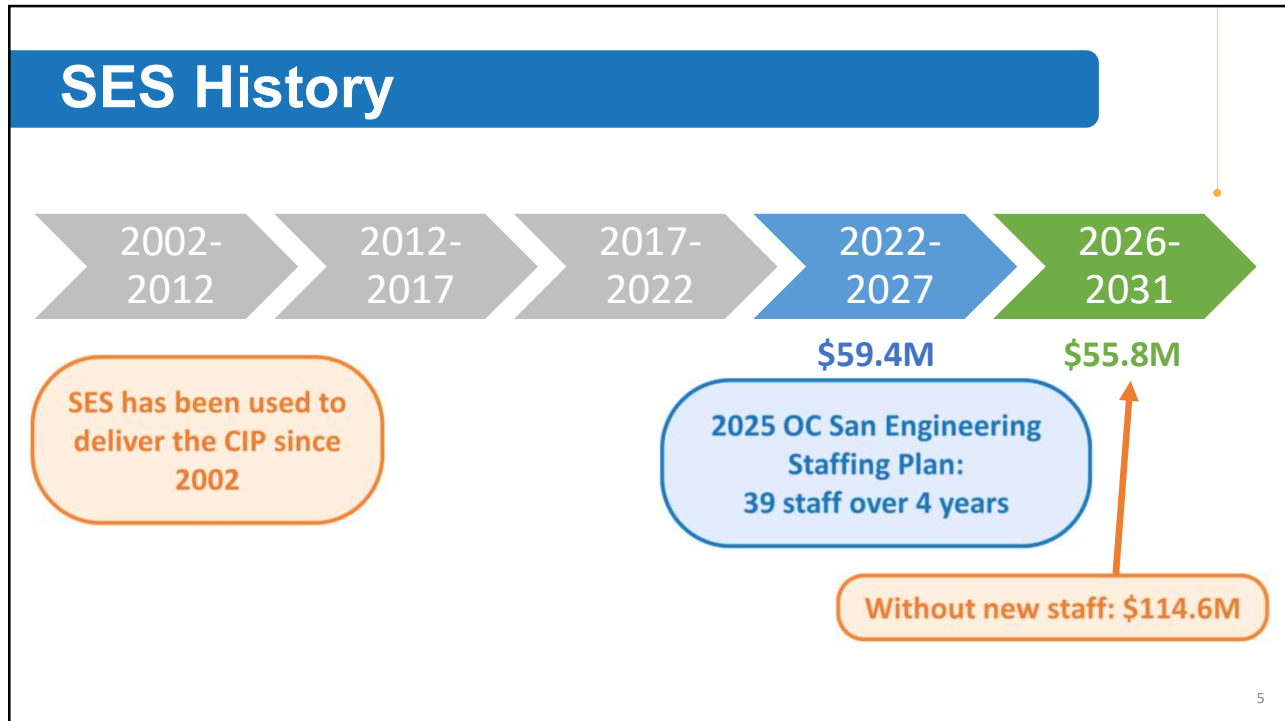 SES History
2002-
2012
2012-
2017
2017-
2022
2022-
2027
2026-
2031
$59.4M
$55.8M
SES has been used to
deliver the CIP since
2002
2025 OC San Engineering
Staffing Plan:
39 staff over 4 years
Without new staff: $114.6M
5